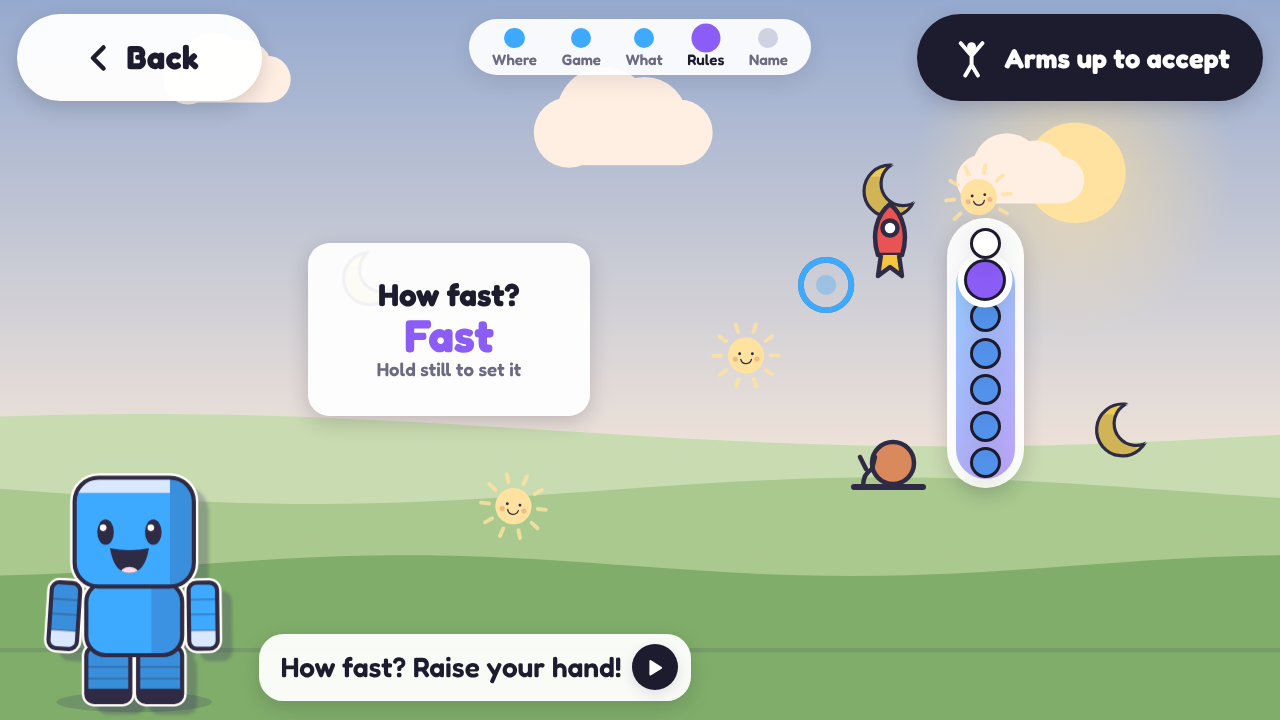 Back
Where Game What Rules Name
Arms up to accept
How fast?
Fast
Hold still to set it
How fast? Raise your hand!